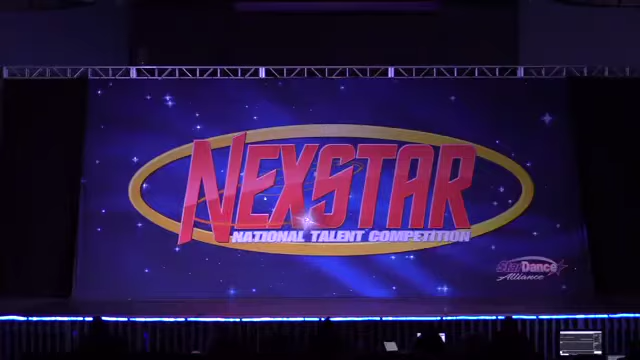 NEXSTAR
NATIONAL TALENT COMPETITION
StarDance
Alliance